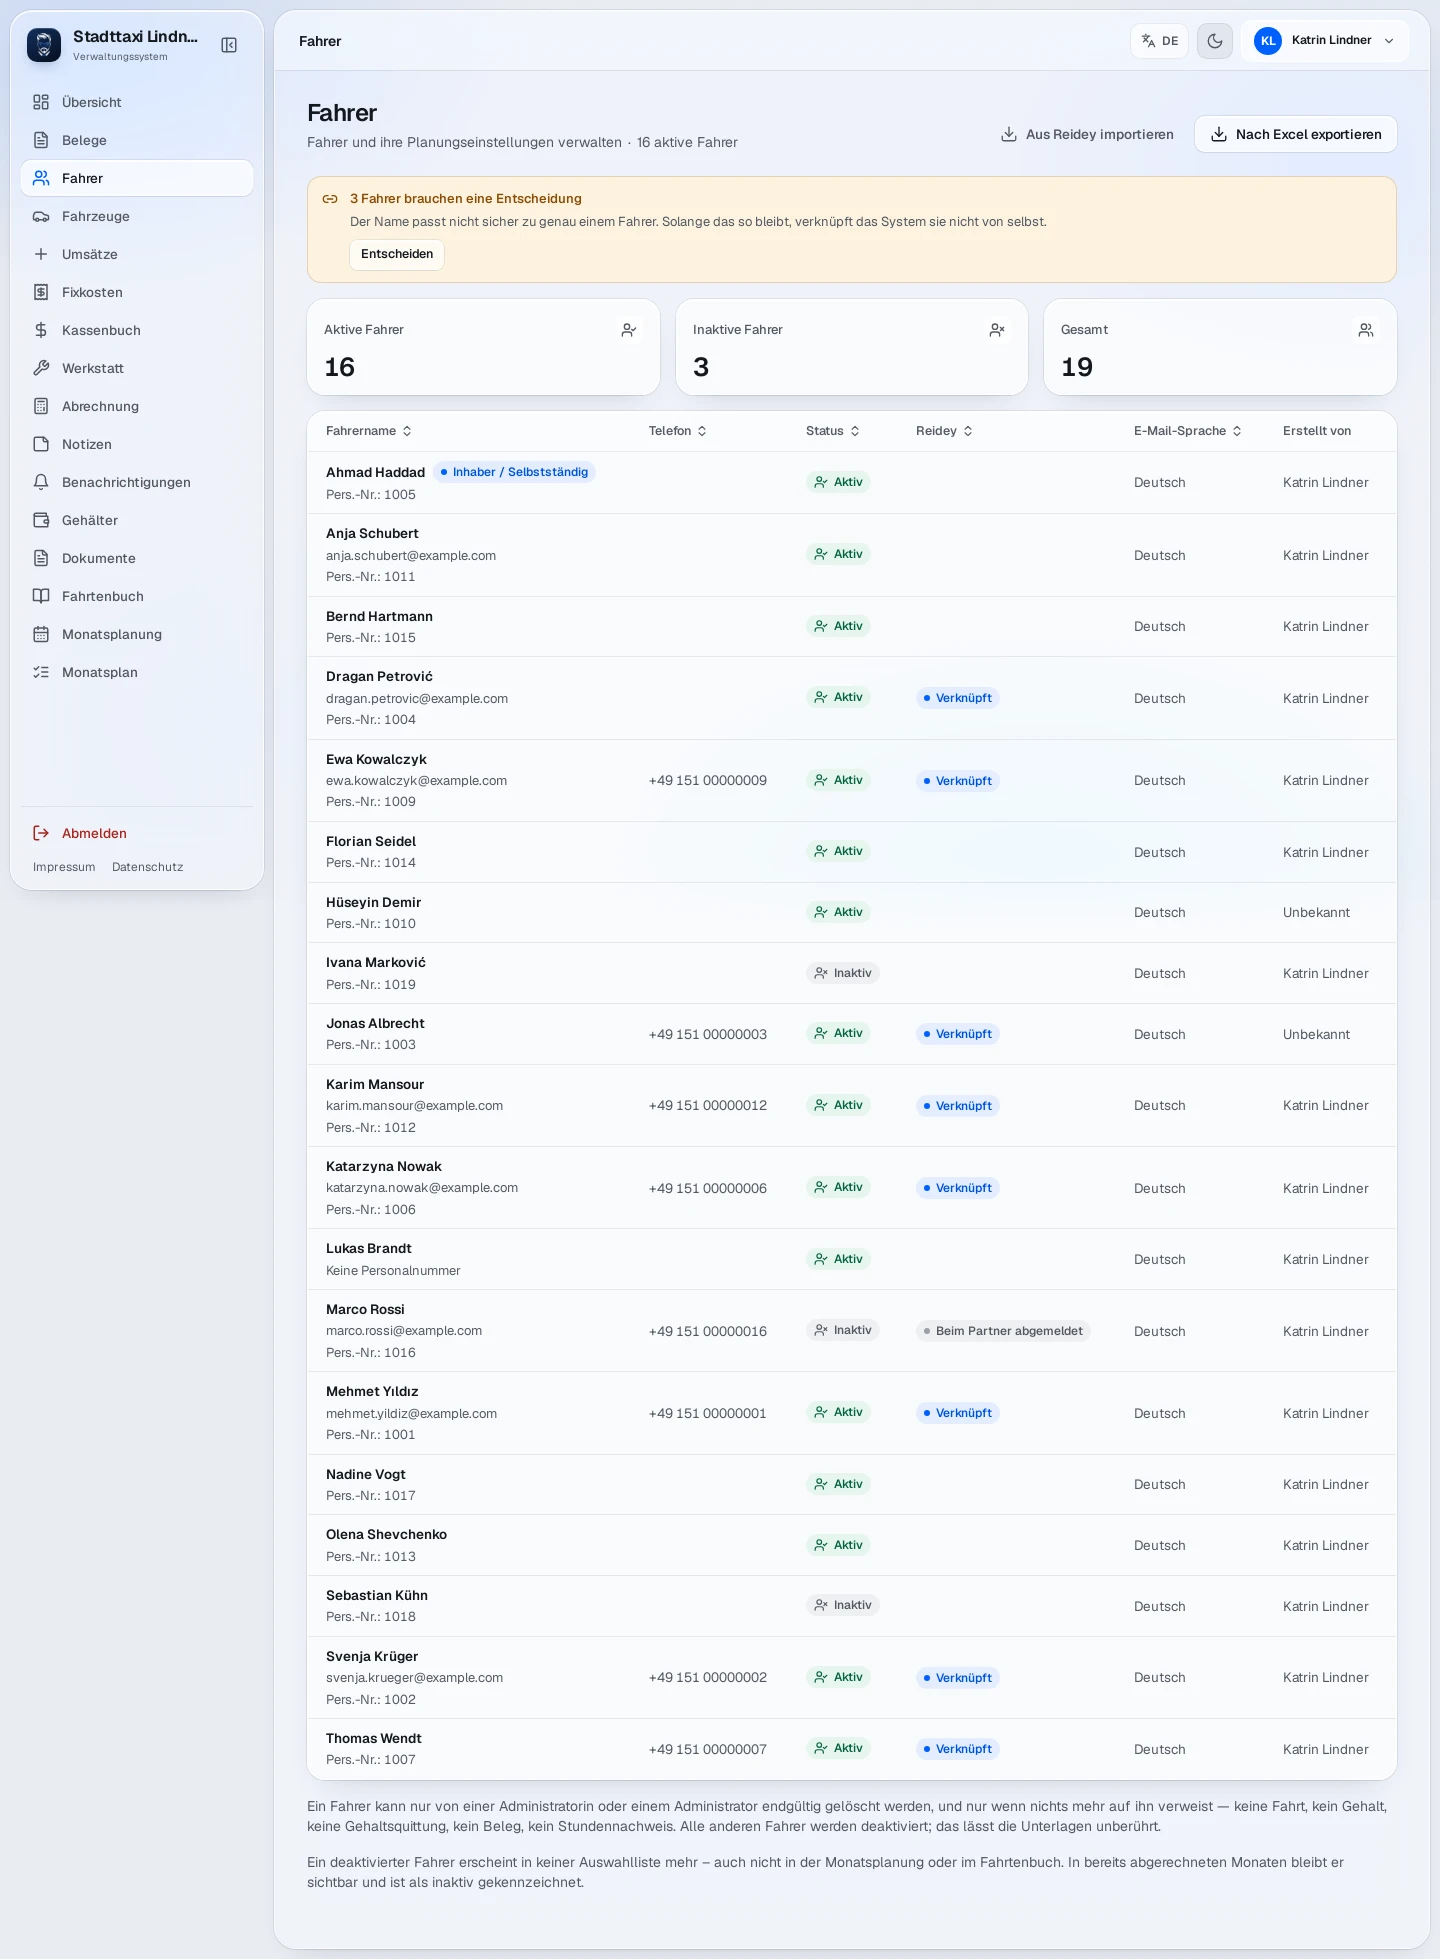 Stadttaxi Lindn...
Verwaltungssystem
Übersicht
Belege
Fahrer
Fahrzeuge
Umsätze
Fixkosten
Kassenbuch
Werkstatt
Abrechnung
Notizen
Benachrichtigungen
Gehälter
Dokumente
Fahrtenbuch
Monatsplanung
Monatsplan
Abmelden
Impressum Datenschutz
Fahrer
DE
KL Katrin Lindner
Fahrer
Fahrer und ihre Planungseinstellungen verwalten · 16 aktive Fahrer
Aus Reidey importieren
Nach Excel exportieren
3 Fahrer brauchen eine Entscheidung
Der Name passt nicht sicher zu genau einem Fahrer. Solange das so bleibt, verknüpft das System sie nicht von selbst.
Entscheiden
Aktive Fahrer
16
Inaktive Fahrer
3
Gesamt
19
Fahrername Telefon Status Reidey E-Mail-Sprache Erstellt von
Ahmad Haddad Inhaber / Selbstständig
Pers.-Nr.: 1005
Aktiv Deutsch Katrin Lindner
Anja Schubert
anja.schubert@example.com
Pers.-Nr.: 1011
Aktiv Deutsch Katrin Lindner
Bernd Hartmann
Pers.-Nr.: 1015
Aktiv Deutsch Katrin Lindner
Dragan Petrović
dragan.petrovic@example.com
Pers.-Nr.: 1004
Aktiv Verknüpft Deutsch Katrin Lindner
Ewa Kowalczyk
ewa.kowalczyk@example.com
Pers.-Nr.: 1009
+49 151 00000009 Aktiv Verknüpft Deutsch Katrin Lindner
Florian Seidel
Pers.-Nr.: 1014
Aktiv Deutsch Katrin Lindner
Hüseyin Demir
Pers.-Nr.: 1010
Aktiv Deutsch Unbekannt
Ivana Marković
Pers.-Nr.: 1019
Inaktiv Deutsch Katrin Lindner
Jonas Albrecht
Pers.-Nr.: 1003
+49 151 00000003 Aktiv Verknüpft Deutsch Unbekannt
Karim Mansour
karim.mansour@example.com
Pers.-Nr.: 1012
+49 151 00000012 Aktiv Verknüpft Deutsch Katrin Lindner
Katarzyna Nowak
katarzyna.nowak@example.com
Pers.-Nr.: 1006
+49 151 00000006 Aktiv Verknüpft Deutsch Katrin Lindner
Lukas Brandt
Keine Personalnummer
Aktiv Deutsch Katrin Lindner
Marco Rossi
marco.rossi@example.com
Pers.-Nr.: 1016
+49 151 00000016 Inaktiv Beim Partner abgemeldet Deutsch Katrin Lindner
Mehmet Yıldız
mehmet.yildiz@example.com
Pers.-Nr.: 1001
+49 151 00000001 Aktiv Verknüpft Deutsch Katrin Lindner
Nadine Vogt
Pers.-Nr.: 1017
Aktiv Deutsch Katrin Lindner
Olena Shevchenko
Pers.-Nr.: 1013
Aktiv Deutsch Katrin Lindner
Sebastian Kühn
Pers.-Nr.: 1018
Inaktiv Deutsch Katrin Lindner
Svenja Krüger
svenja.krueger@example.com
Pers.-Nr.: 1002
+49 151 00000002 Aktiv Verknüpft Deutsch Katrin Lindner
Thomas Wendt
Pers.-Nr.: 1007
+49 151 00000007 Aktiv Verknüpft Deutsch Katrin Lindner
Ein Fahrer kann nur von einer Administratorin oder einem Administrator endgültig gelöscht werden, und nur wenn nichts mehr auf ihn verweist — keine Fahrt, kein Gehalt,
keine Gehaltsquittung, kein Beleg, kein Stundennachweis. Alle anderen Fahrer werden deaktiviert; das lässt die Unterlagen unberührt.
Ein deaktivierter Fahrer erscheint in keiner Auswahlliste mehr – auch nicht in der Monatsplanung oder im Fahrtenbuch. In bereits abgerechneten Monaten bleibt er
sichtbar und ist als inaktiv gekennzeichnet.